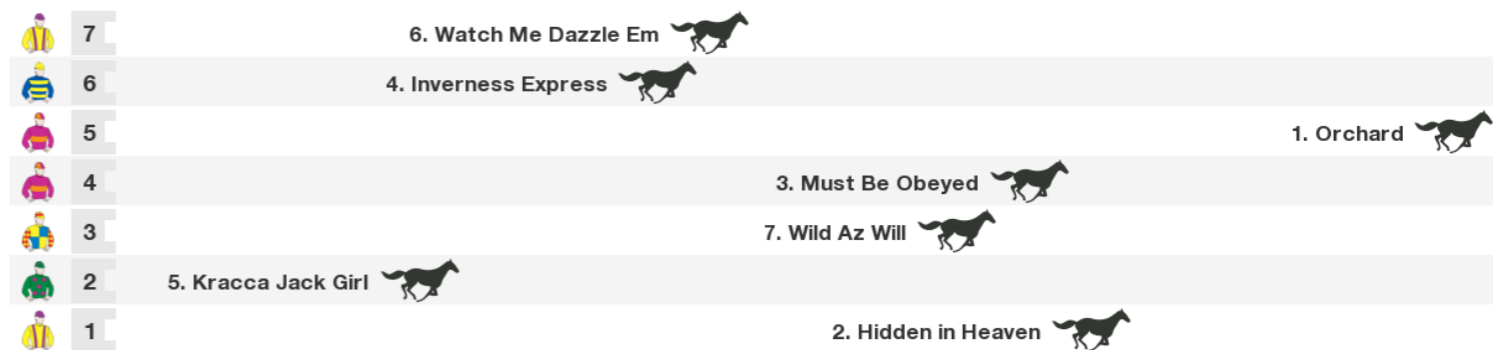 7 6. Watch Me Dazzle Em
6 4. Inverness Express
5 1. Orchard
4 3. Must Be Obeyed
3 7. Wild Az Will
2 5. Kracca Jack Girl
1 2. Hidden in Heaven